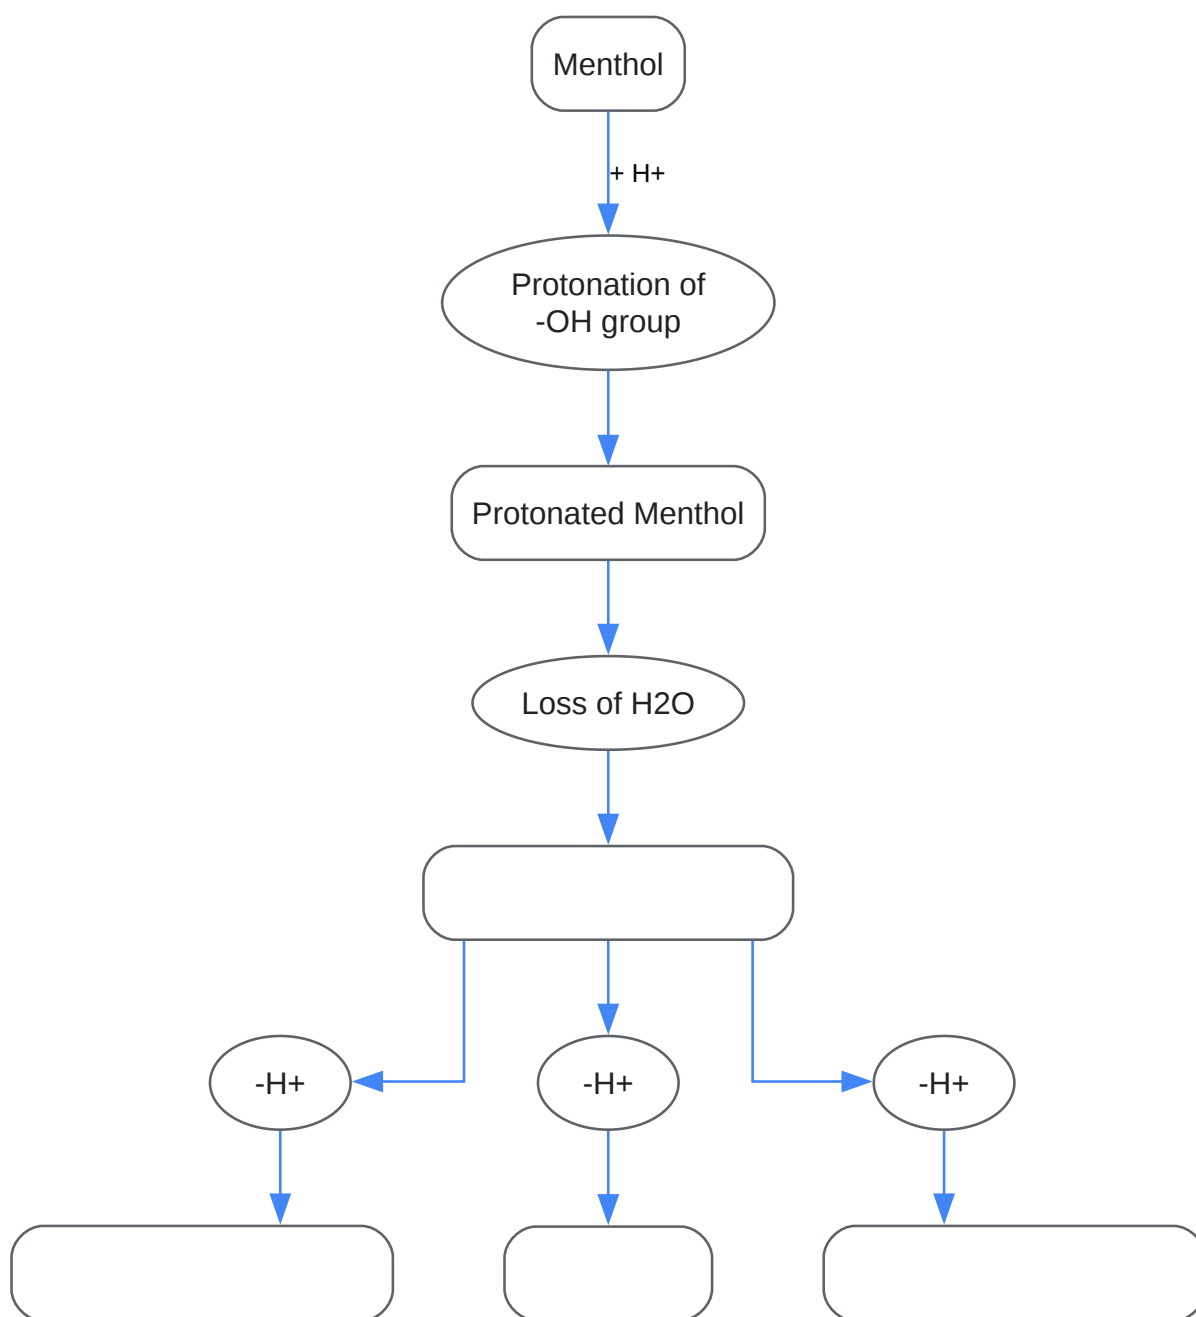 Menthol
+ H+
Protonation of
-OH group
Protonated Menthol
Loss of H2O
-H+
-H+
-H+